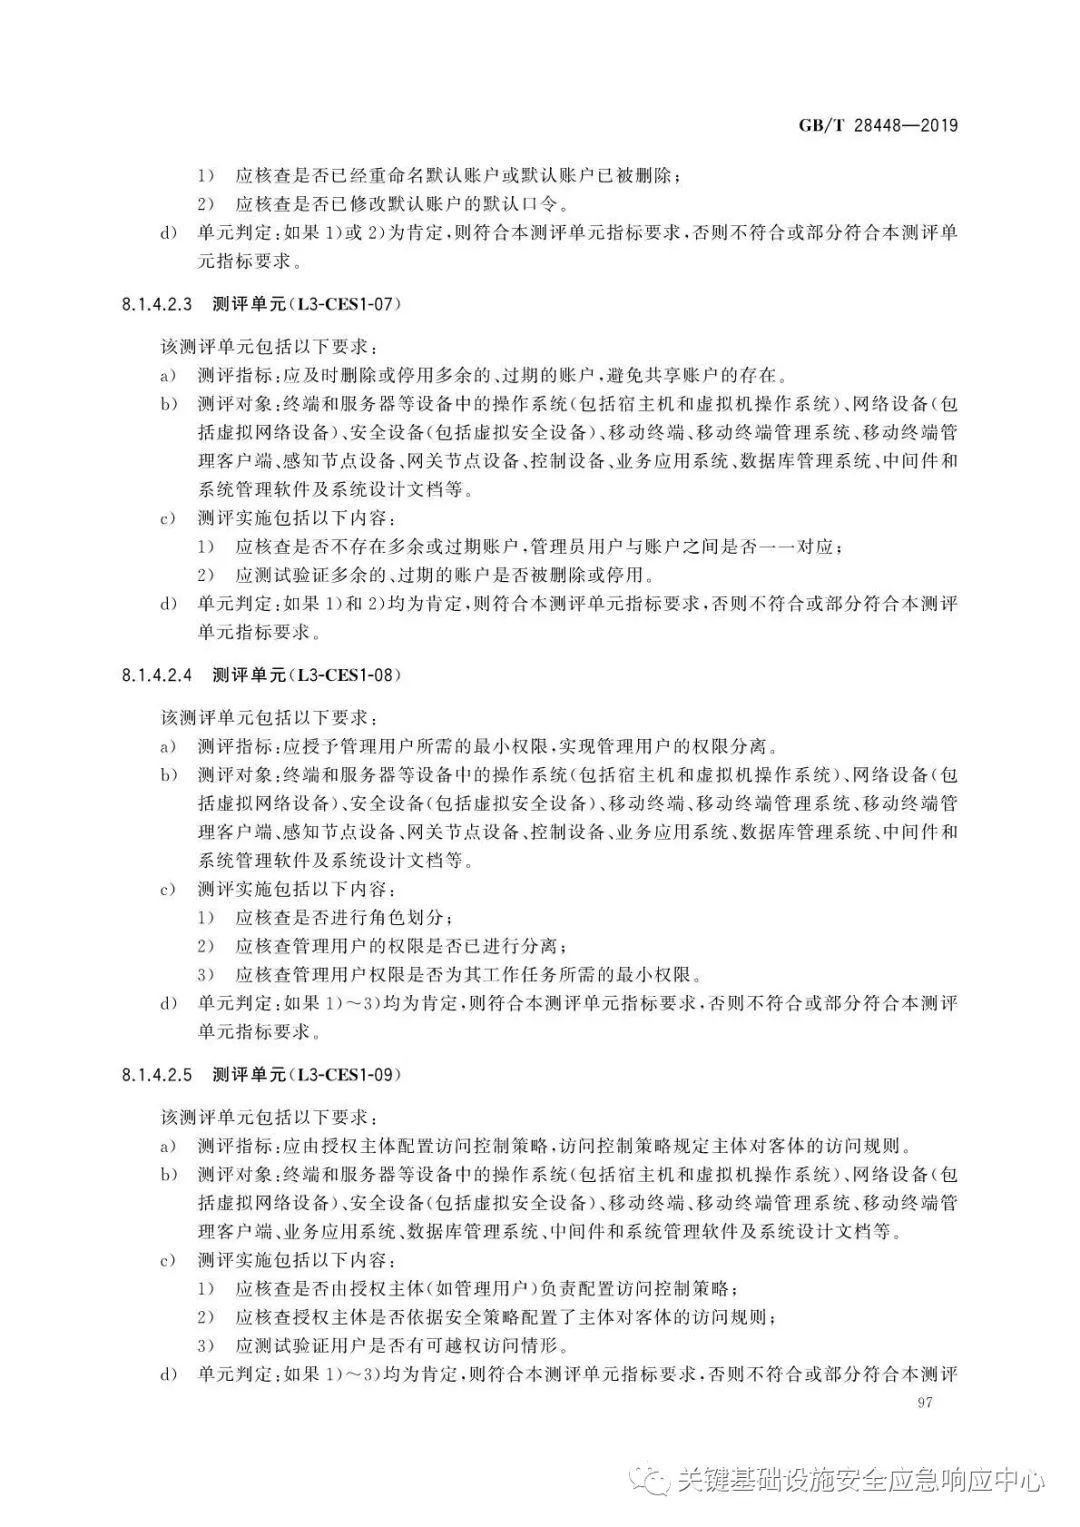 GB/T 28448—2019
1) 应核查是否已经重命名默认账户或默认账户已被删除;
2) 应核查是否已修改默认账户的默认口令。
d) 单元判定:如果1)或2)为肯定,则符合本测评单元指标要求,否则不符合或部分符合本测评单
元指标要求。
8.1.4.2.3 测评单元(L3-CES1-07)
该测评单元包括以下要求:
a) 测评指标:应及时删除或停用多余的、过期的账户,避免共享账户的存在。
b) 测评对象:终端和服务器等设备中的操作系统(包括宿主机和虚拟机操作系统)、网络设备(包
括虚拟网络设备)、安全设备(包括虚拟安全设备)、移动终端、移动终端管理系统、移动终端管
理客户端、感知节点设备、网关节点设备、控制设备、业务应用系统、数据库管理系统、中间件和
系统管理软件及系统设计文档等。
c) 测评实施包括以下内容:
1) 应核查是否不存在多余或过期账户,管理员用户与账户之间是否一一对应;
2) 应测试验证多余的、过期的账户是否被删除或停用。
d) 单元判定:如果1)和2)均为肯定,则符合本测评单元指标要求,否则不符合或部分符合本测评
单元指标要求。
8.1.4.2.4 测评单元(L3-CES1-08)
该测评单元包括以下要求:
a) 测评指标:应授予管理用户所需的最小权限,实现管理用户的权限分离。
b) 测评对象:终端和服务器等设备中的操作系统(包括宿主机和虚拟机操作系统)、网络设备(包
括虚拟网络设备)、安全设备(包括虚拟安全设备)、移动终端、移动终端管理系统、移动终端管
理客户端、感知节点设备、网关节点设备、控制设备、业务应用系统、数据库管理系统、中间件和
系统管理软件及系统设计文档等。
c) 测评实施包括以下内容:
1) 应核查是否进行角色划分;
2) 应核查管理用户的权限是否已进行分离;
3) 应核查管理用户权限是否为其工作任务所需的最小权限。
d) 单元判定:如果1)~3)均为肯定,则符合本测评单元指标要求,否则不符合或部分符合本测评
单元指标要求。
8.1.4.2.5 测评单元(L3-CES1-09)
该测评单元包括以下要求:
a) 测评指标:应由授权主体配置访问控制策略,访问控制策略规定主体对客体的访问规则。
b) 测评对象:终端和服务器等设备中的操作系统(包括宿主机和虚拟机操作系统)、网络设备(包
括虚拟网络设备)、安全设备(包括虚拟安全设备)、移动终端、移动终端管理系统、移动终端管
理客户端、业务应用系统、数据库管理系统、中间件和系统管理软件及系统设计文档等。
c) 测评实施包括以下内容:
1) 应核查是否由授权主体(如管理用户)负责配置访问控制策略;
2) 应核查授权主体是否依据安全策略配置了主体对客体的访问规则;
3) 应测试验证用户是否有可越权访问情形。
d) 单元判定:如果1)~3)均为肯定,则符合本测评单元指标要求,否则不符合或部分符合本测评
97
关键基础设施安全应急响应中心